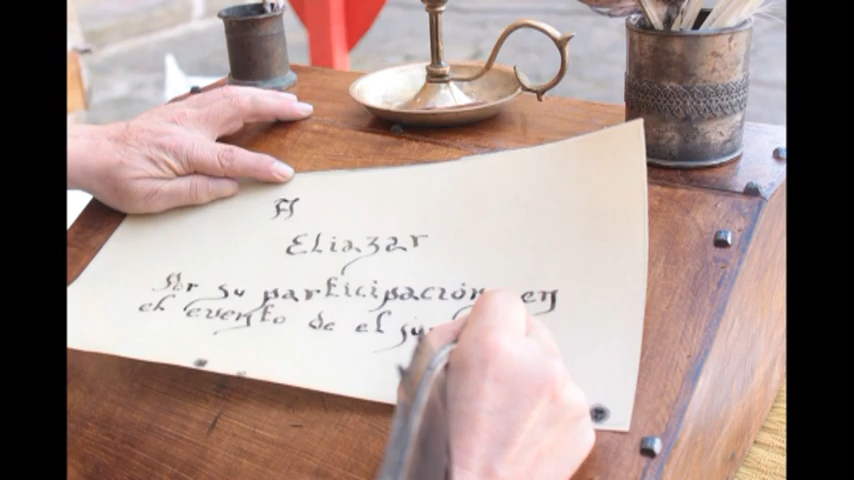 A
Eliazar
Por su participación en
el evento de el